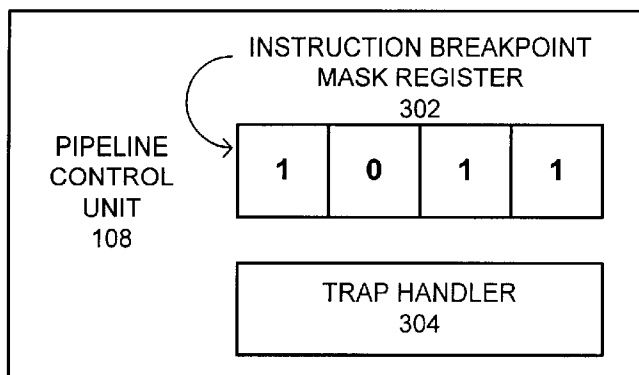 INSTRUCTION BREAKPOINT
MASK REGISTER
302
PIPELINE
CONTROL
UNIT
108
1 0 1 1
TRAP HANDLER
304